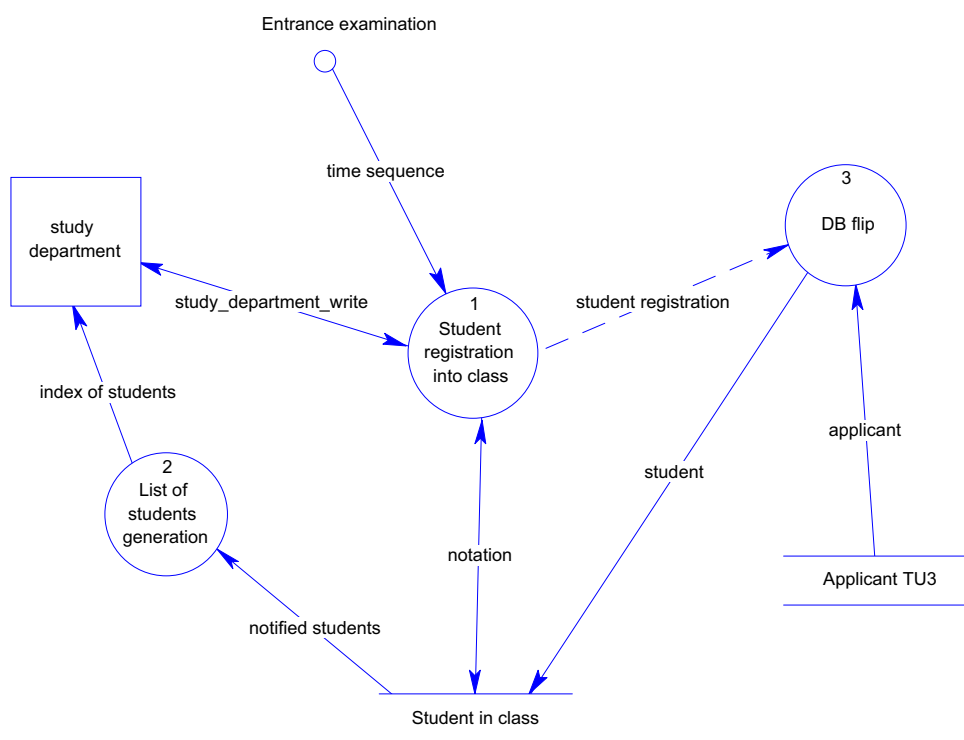 Entrance examination
time sequence
3
DB flip
study
department
study_department_write
student registration
1
Student
registration
into class
index of students
applicant
2
List of
students
generation
student
notation
Applicant TU3
notified students
Student in class